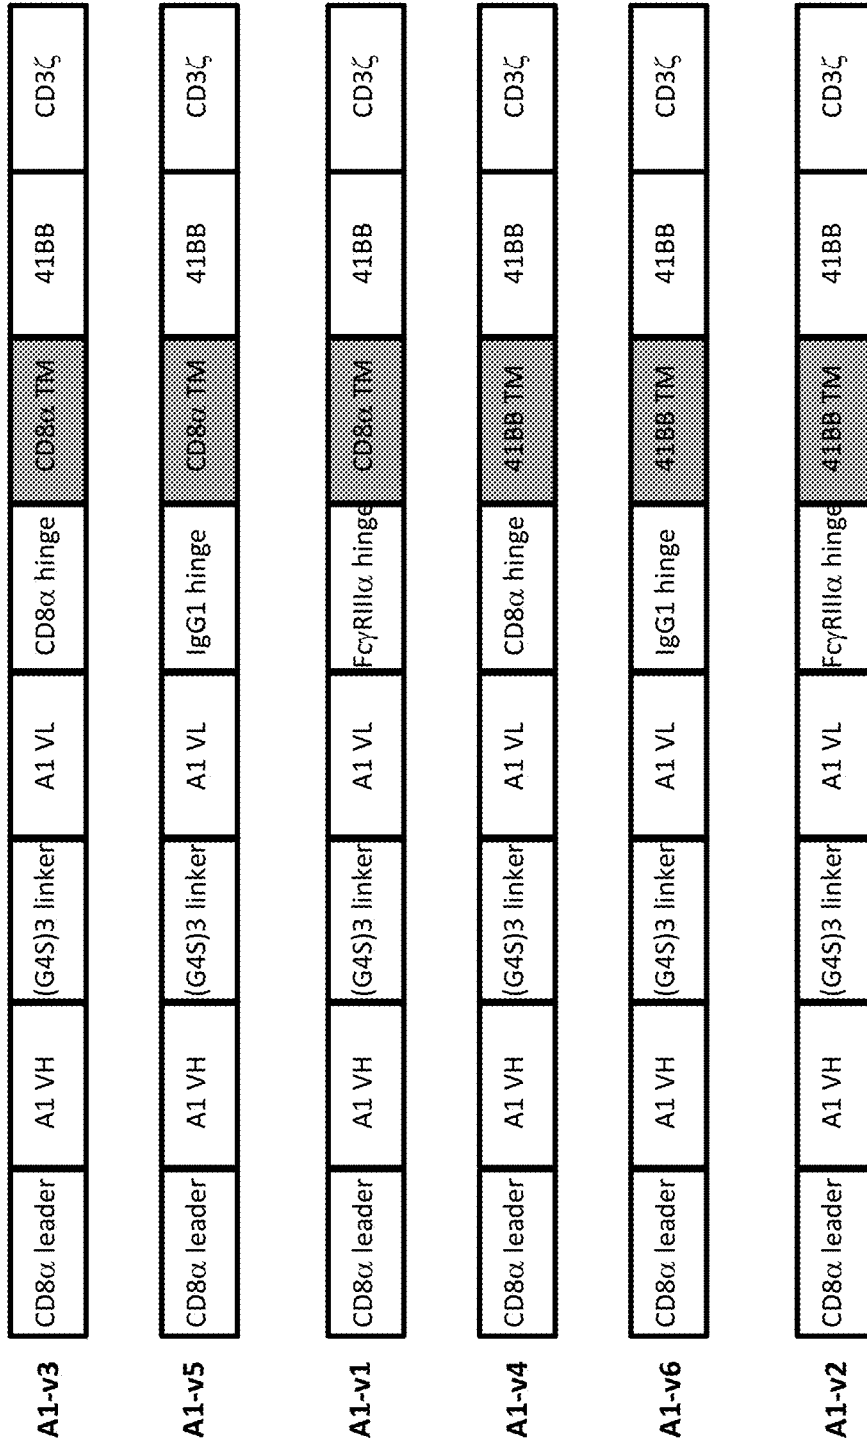 A1-v3
CD8α leader
A1 VH
(G4S)3 linker
A1 VL
CD8α hinge
CD8α TM
41BB
CD3ζ
A1-v5
CD8α leader
A1 VH
(G4S)3 linker
A1 VL
IgG1 hinge
CD8α TM
41BB
CD3ζ
A1-v1
CD8α leader
A1 VH
(G4S)3 linker
A1 VL
FcγRIIIα hinge
CD8α TM
41BB
CD3ζ
A1-v4
CD8α leader
A1 VH
(G4S)3 linker
A1 VL
CD8α hinge
41BB TM
41BB
CD3ζ
A1-v6
CD8α leader
A1 VH
(G4S)3 linker
A1 VL
IgG1 hinge
41BB TM
41BB
CD3ζ
A1-v2
CD8α leader
A1 VH
(G4S)3 linker
A1 VL
FcγRIIIα hinge
41BB TM
41BB
CD3ζ